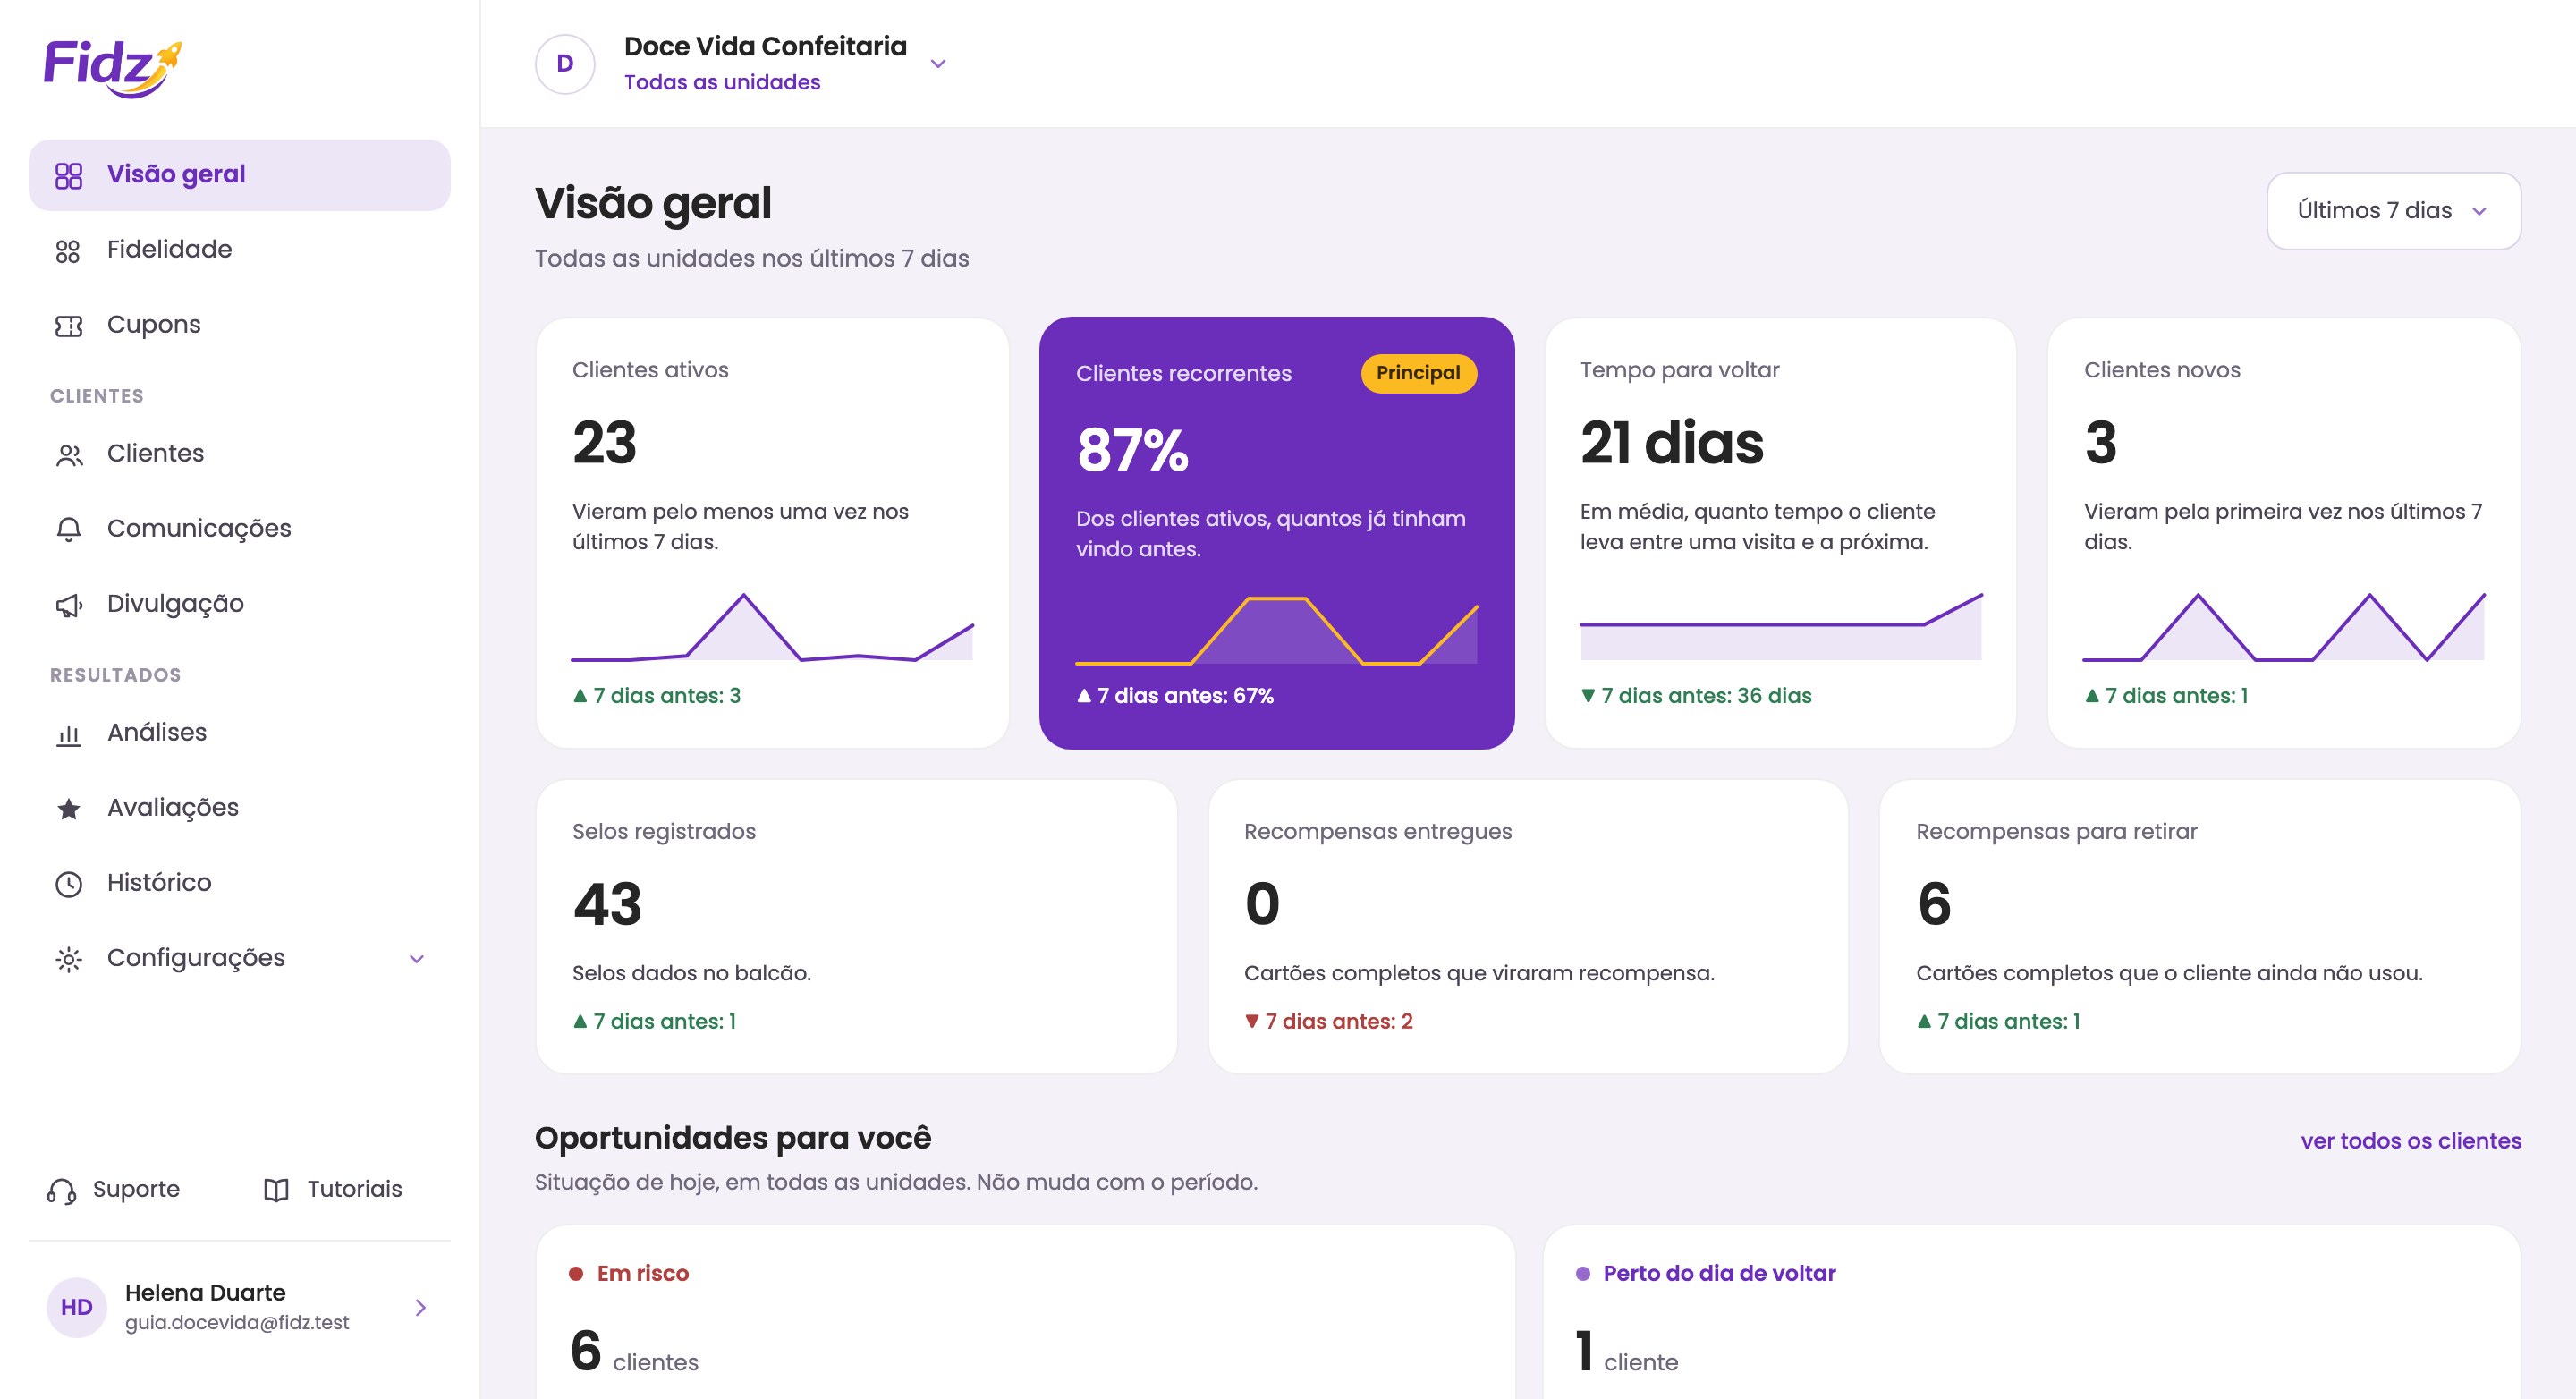 Fidz
Visão geral
Fidelidade
Cupons
CLIENTES
Clientes
Comunicações
Divulgação
RESULTADOS
Análises
Avaliações
Histórico
Configurações
Suporte
Tutoriais
HD
Helena Duarte
guia.docevida@fidz.test
D
Doce Vida Confeitaria
Todas as unidades
Visão geral
Todas as unidades nos últimos 7 dias
Últimos 7 dias
Clientes ativos
23
Vieram pelo menos uma vez nos
últimos 7 dias.
▲ 7 dias antes: 3
Clientes recorrentes
Principal
87%
Dos clientes ativos, quantos já tinham
vindo antes.
▲ 7 dias antes: 67%
Tempo para voltar
21 dias
Em média, quanto tempo o cliente
leva entre uma visita e a próxima.
▼ 7 dias antes: 36 dias
Clientes novos
3
Vieram pela primeira vez nos últimos 7
dias.
▲ 7 dias antes: 1
Selos registrados
43
Selos dados no balcão.
▲ 7 dias antes: 1
Recompensas entregues
0
Cartões completos que viraram recompensa.
▼ 7 dias antes: 2
Recompensas para retirar
6
Cartões completos que o cliente ainda não usou.
▲ 7 dias antes: 1
Oportunidades para você
ver todos os clientes
Situação de hoje, em todas as unidades. Não muda com o período.
Em risco
6 clientes
Perto do dia de voltar
1 cliente